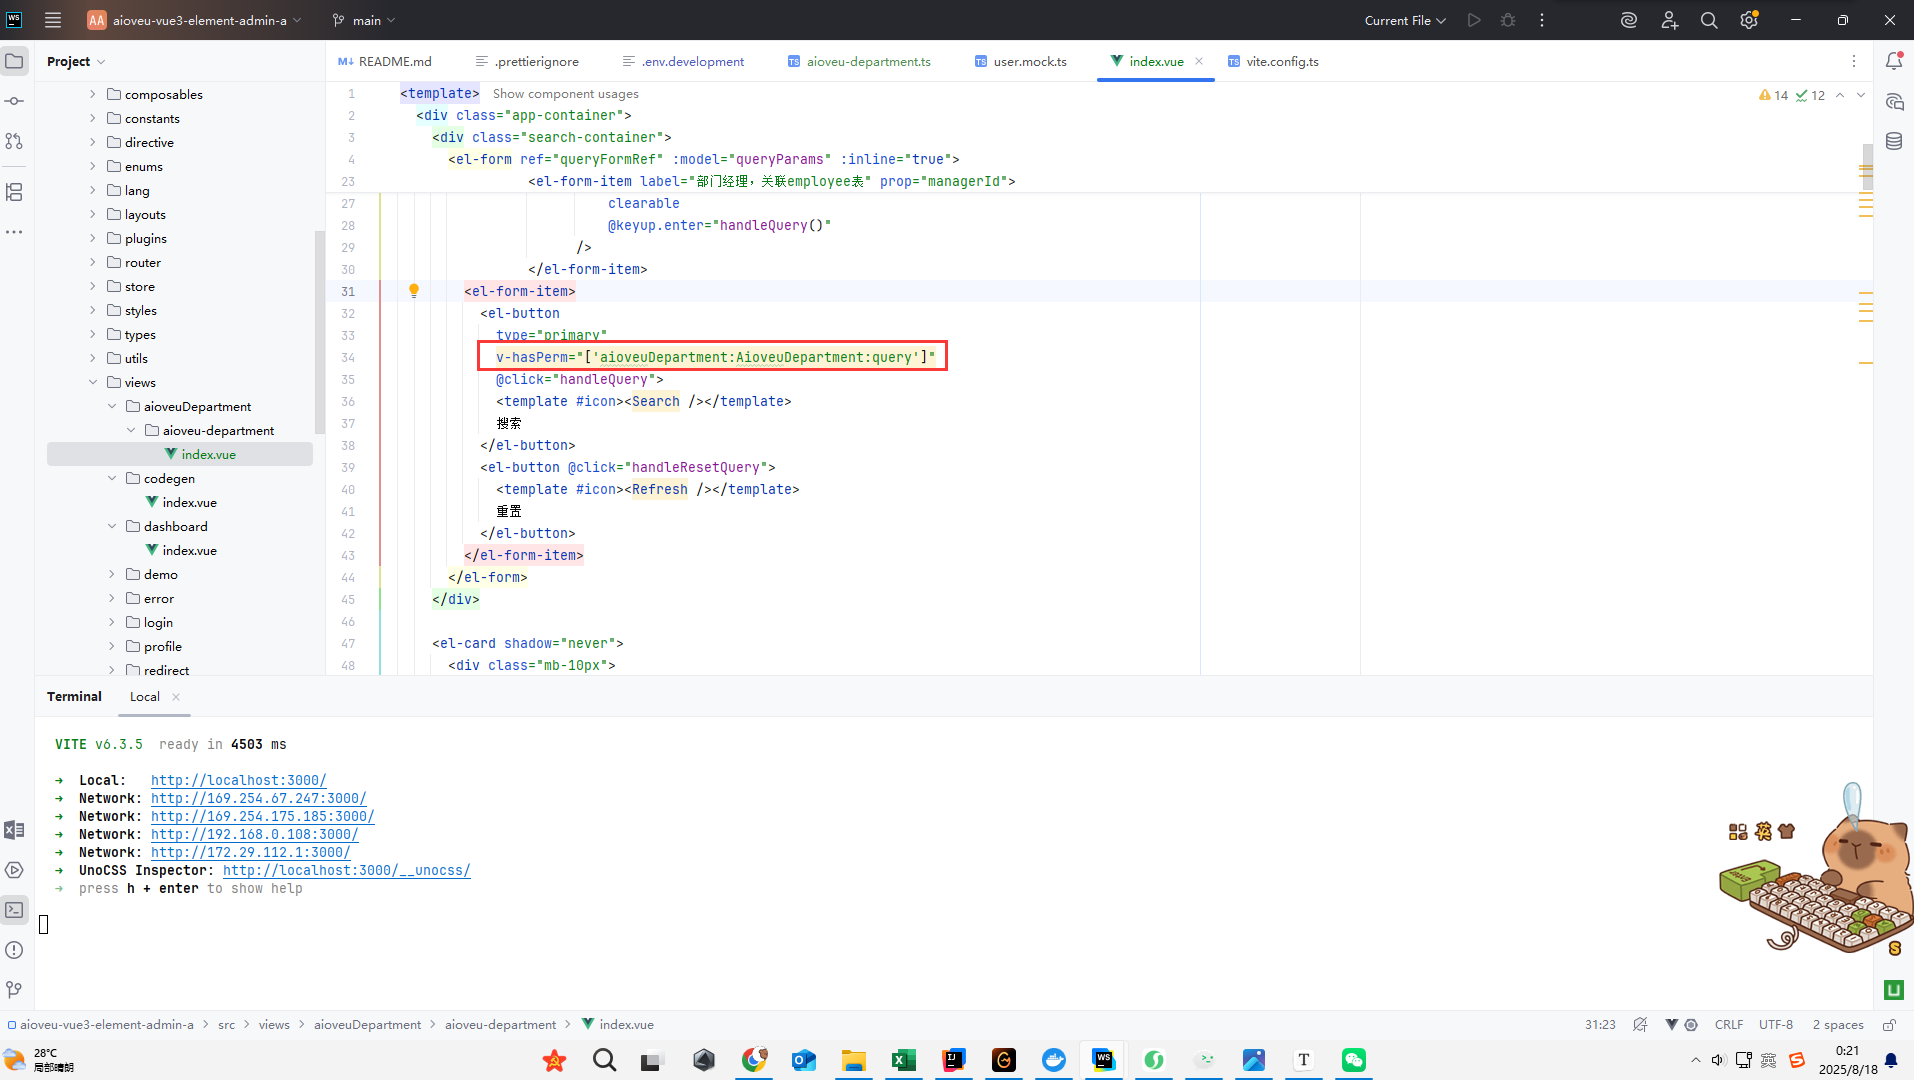 WS
AA aioveu-vue3-element-admin-a
main
Current File
Project
M↓ README.md
.prettierignore
.env.development
TS aioveu-department.ts
TS user.mock.ts
index.vue
TS vite.config.ts
composables
constants
directive
enums
lang
layouts
plugins
router
store
styles
types
utils
views
aioveuDepartment
aioveu-department
index.vue
codegen
index.vue
dashboard
index.vue
demo
error
login
profile
redirect
14 12
1 <template> Show component usages
2 <div class="app-container">
3 <div class="search-container">
4 <el-form ref="queryFormRef" :model="queryParams" :inline="true">
23 <el-form-item label="部门经理，关联employee表" prop="managerId">
27 clearable
28 @keyup.enter="handleQuery()"
29 />
30 </el-form-item>
31 <el-form-item>
32 <el-button
33 type="primary"
34 v-hasPerm="['aioveuDepartment:AioveuDepartment:query']"
35 @click="handleQuery">
36 <template #icon><Search /></template>
37 搜索
38 </el-button>
39 <el-button @click="handleResetQuery">
40 <template #icon><Refresh /></template>
41 重置
42 </el-button>
43 </el-form-item>
44 </el-form>
45 </div>
46
47 <el-card shadow="never">
48 <div class="mb-10px">
Terminal Local
VITE v6.3.5 ready in 4503 ms
➜ Local: http://localhost:3000/
➜ Network: http://169.254.67.247:3000/
➜ Network: http://169.254.175.185:3000/
➜ Network: http://192.168.0.108:3000/
➜ Network: http://172.29.112.1:3000/
➜ UnoCSS Inspector: http://localhost:3000/__unocss/
➜ press h + enter to show help
英
S
aioveu-vue3-element-admin-a > src > views > aioveuDepartment > aioveu-department > index.vue
31:23 CRLF UTF-8 2 spaces
28°C
局部晴朗
英
0:21
2025/8/18